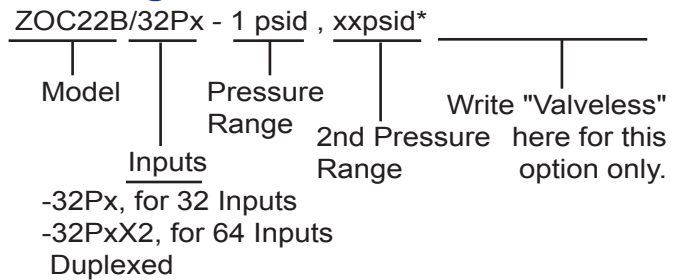 ZOC22B/32Px - 1 psid , xxpsid*
Model
Pressure
Range
2nd Pressure
Range
Write "Valveless"
here for this
option only.
Inputs
-32Px, for 32 Inputs
-32PxX2, for 64 Inputs
Duplexed